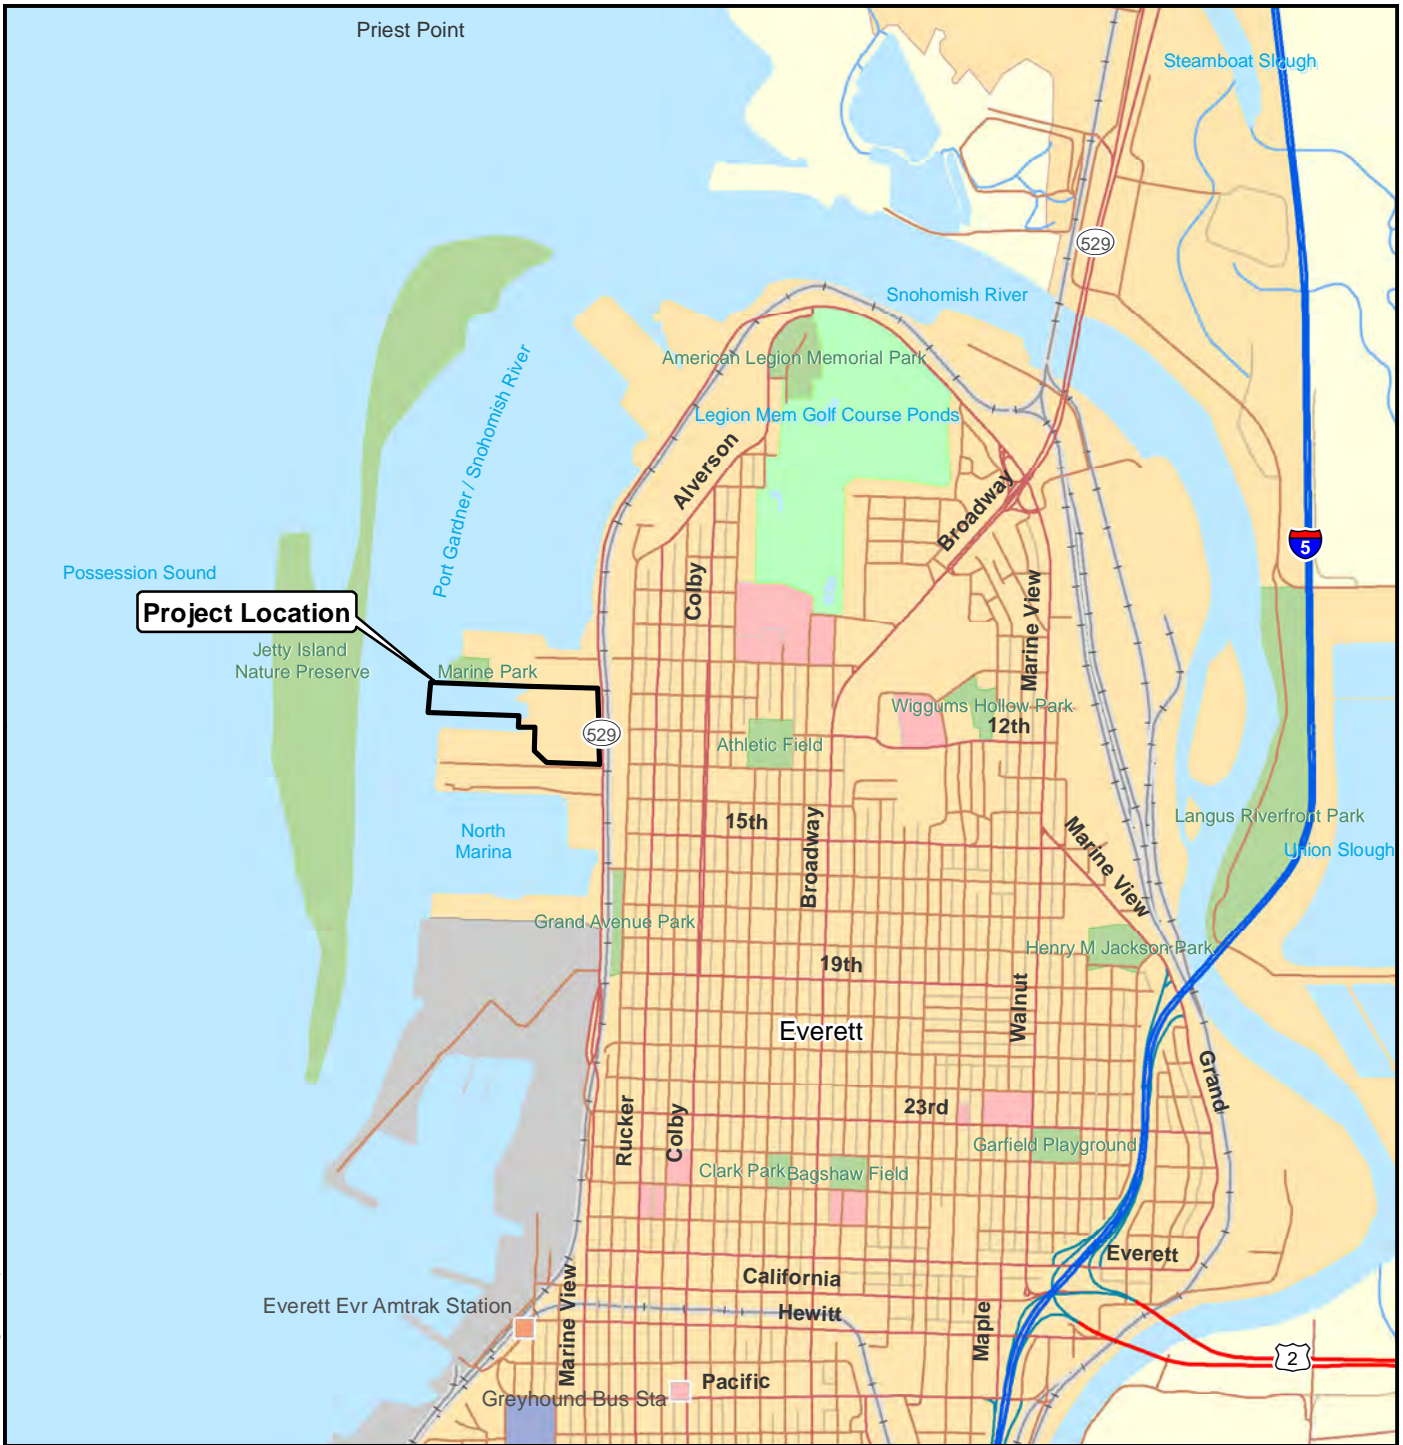 Priest Point
Steamboat Slough
529
Snohomish River
American Legion Memorial Park
Legion Mem Golf Course Ponds
Port Gardner / Snohomish River
Alverson
Broadway
5
Possession Sound
Colby
Marine View
Project Location
Jetty Island
Nature Preserve
Marine Park
Wiggums Hollow Park
12th
529
Athletic Field
15th
Broadway
Marine View
Langus Riverfront Park
Union Slough
North
Marina
Grand Avenue Park
Henry M Jackson Park
19th
Walnut
Everett
Grand
Rucker
Colby
23rd
Garfield Playground
Clark Park
Bagshaw Field
Everett
California
Hewitt
Marine View
Maple
Everett Evr Amtrak Station
2
Pacific
Greyhound Bus Sta